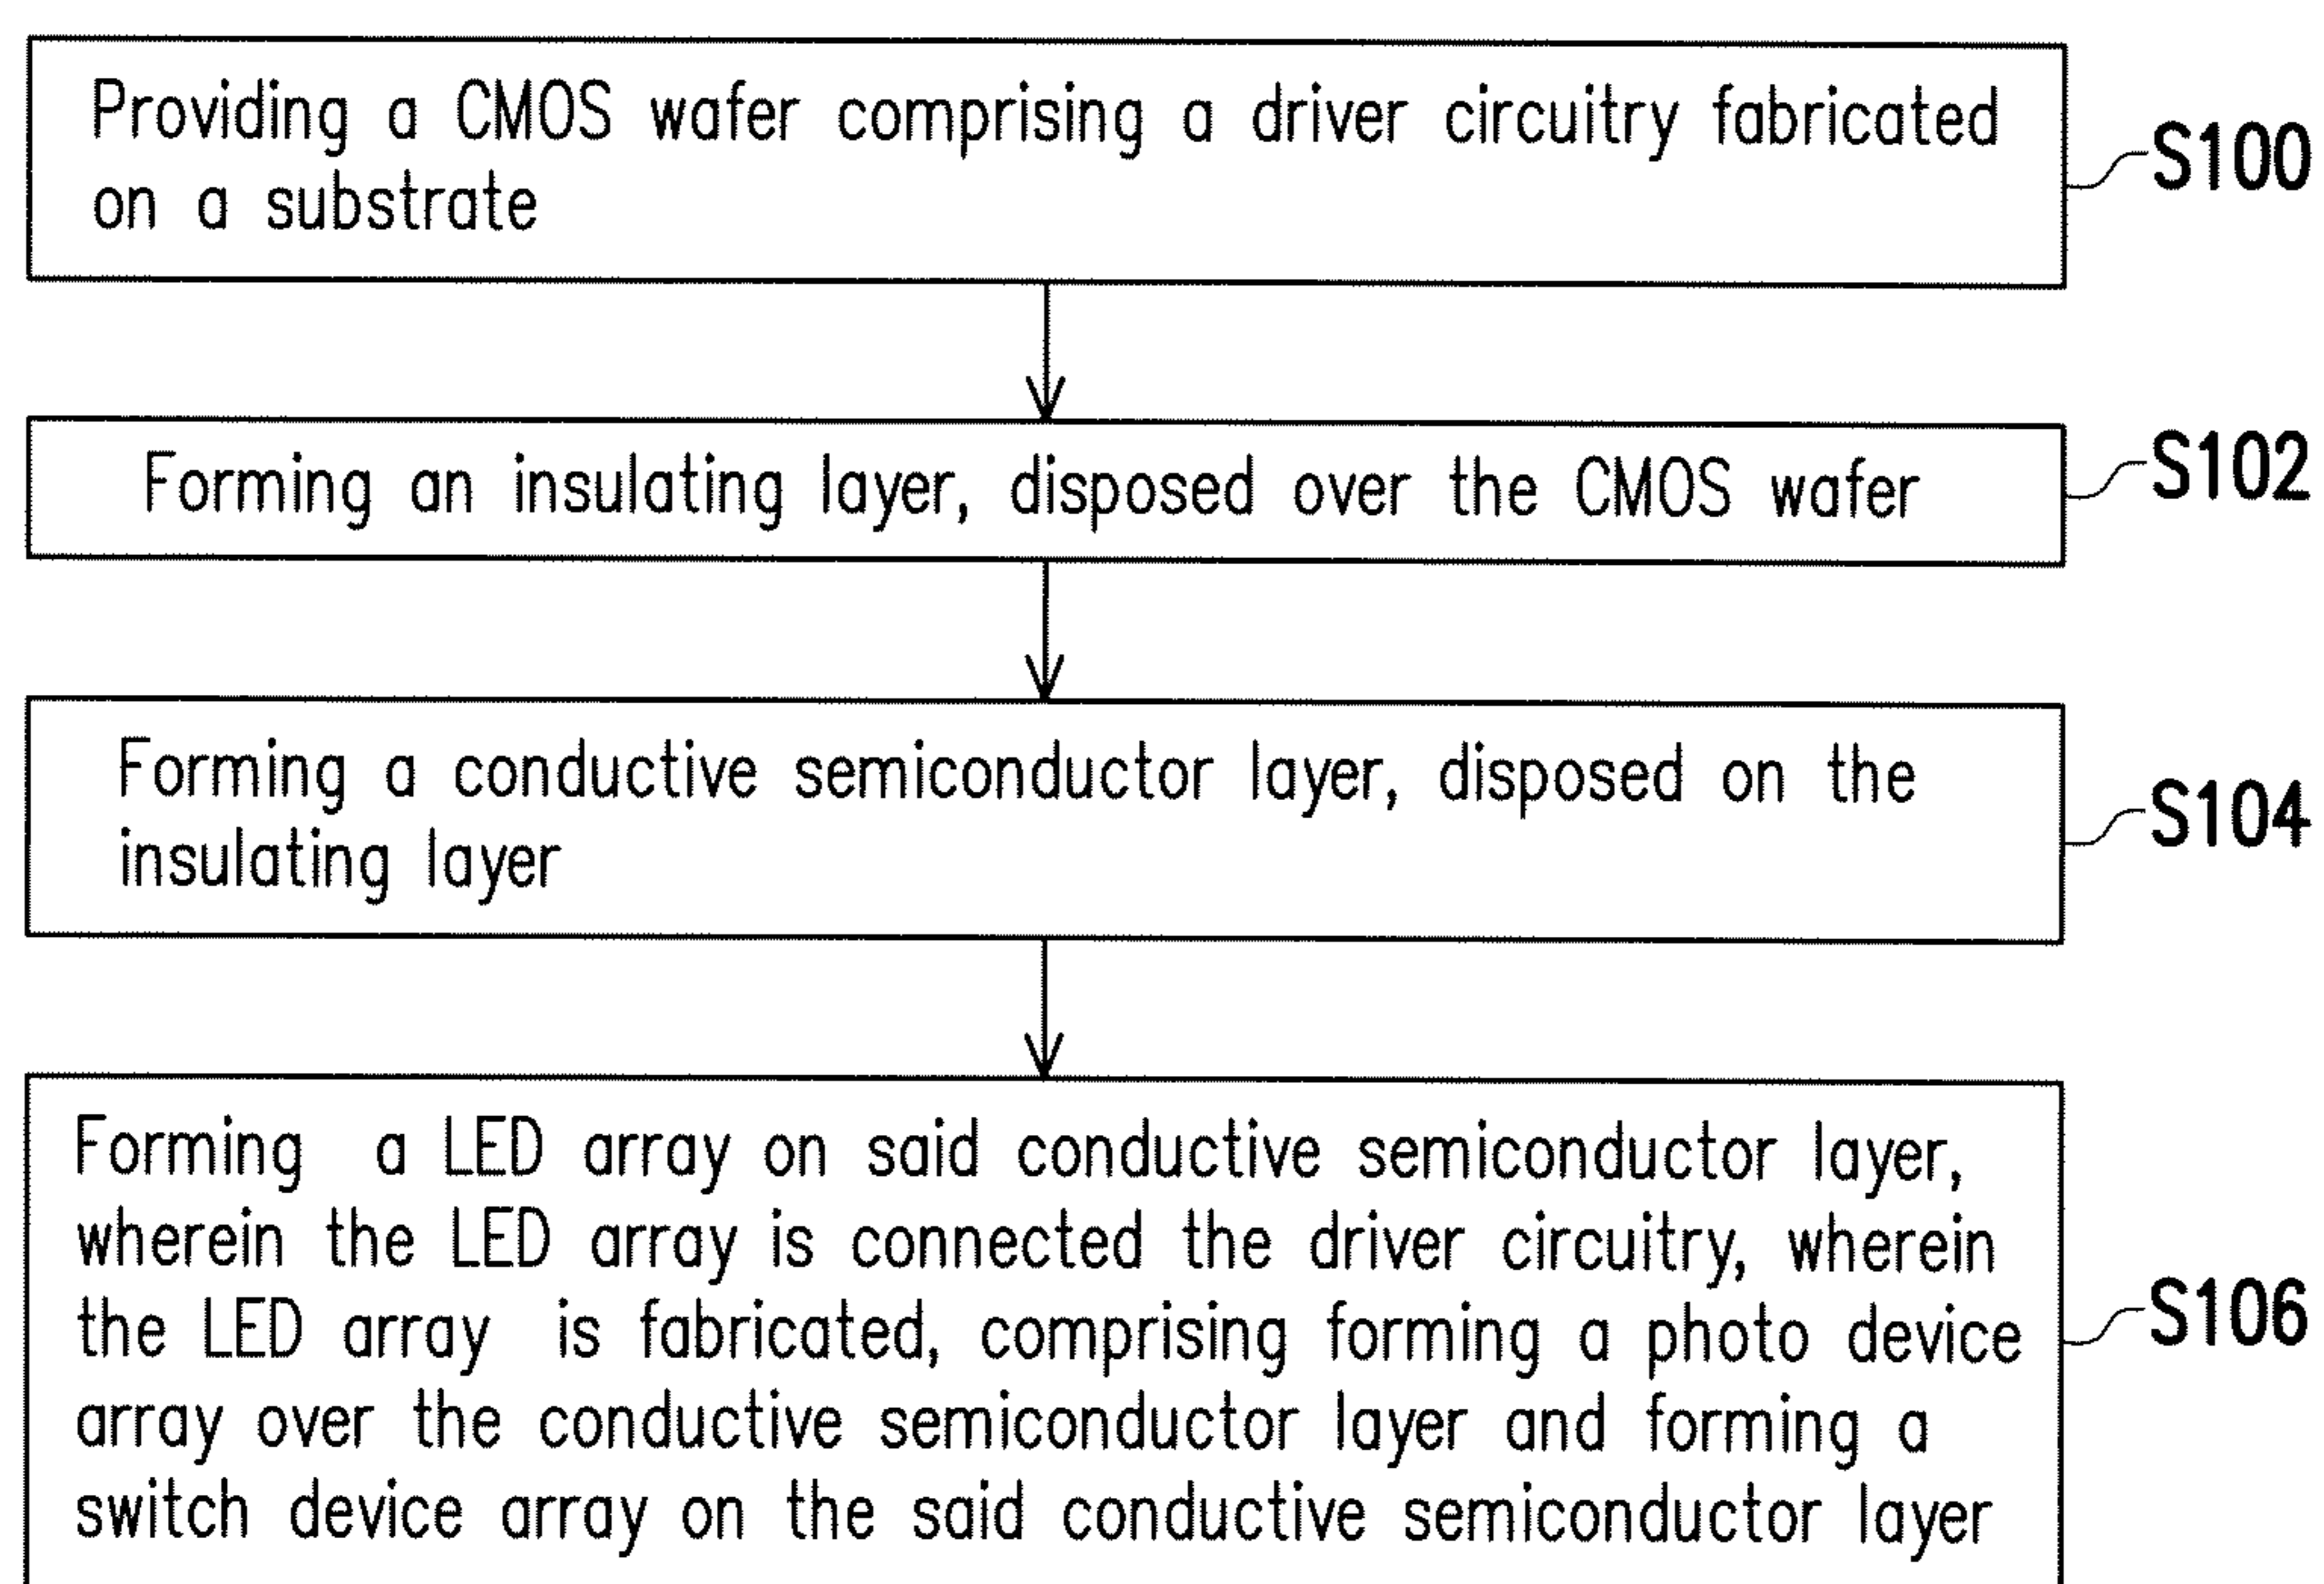 Providing a CMOS wafer comprising a driver circuitry fabricated
on a substrate
S100
Forming an insulating layer, disposed over the CMOS wafer
S102
Forming a conductive semiconductor layer, disposed on the
insulating layer
S104
Forming a LED array on said conductive semiconductor layer,
wherein the LED array is connected the driver circuitry, wherein
the LED array is fabricated, comprising forming a photo device
array over the conductive semiconductor layer and forming a
switch device array on the said conductive semiconductor layer
S106